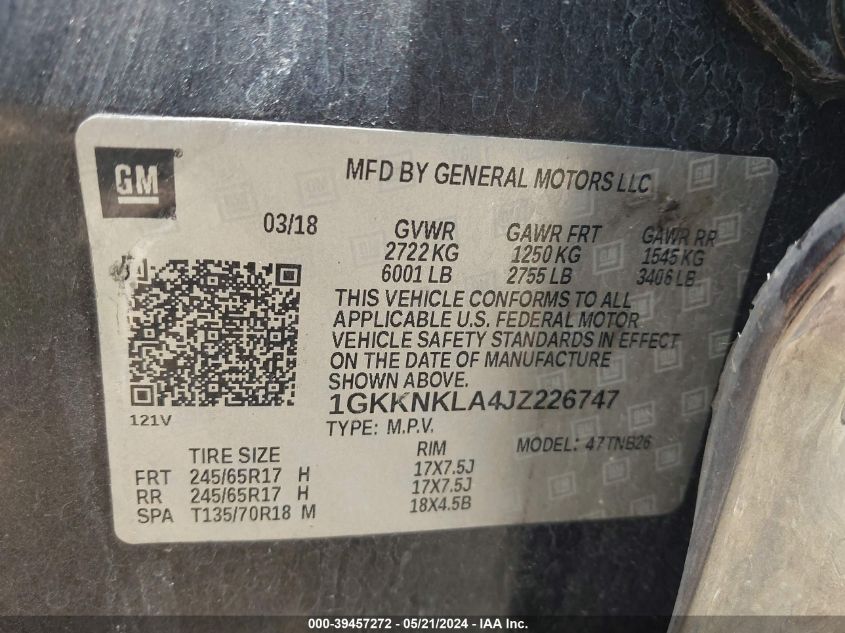 GM
MFD BY GENERAL MOTORS LLC
03/18 GVWR GAWR FRT GAWR RR
2722 KG 1250 KG 1545 KG
6001 LB 2755 LB 3406 LB
THIS VEHICLE CONFORMS TO ALL
APPLICABLE U.S. FEDERAL MOTOR
VEHICLE SAFETY STANDARDS IN EFFECT
ON THE DATE OF MANUFACTURE
SHOWN ABOVE.
1GKKNKLA4JZ226747
121V
TYPE: M.P.V. MODEL: 47TNB26
TIRE SIZE RIM
FRT 245/65R17 H 17X7.5J
RR 245/65R17 H 17X7.5J
SPA T135/70R18 M 18X4.5B
000-39457272 - 05/21/2024 - IAA Inc.